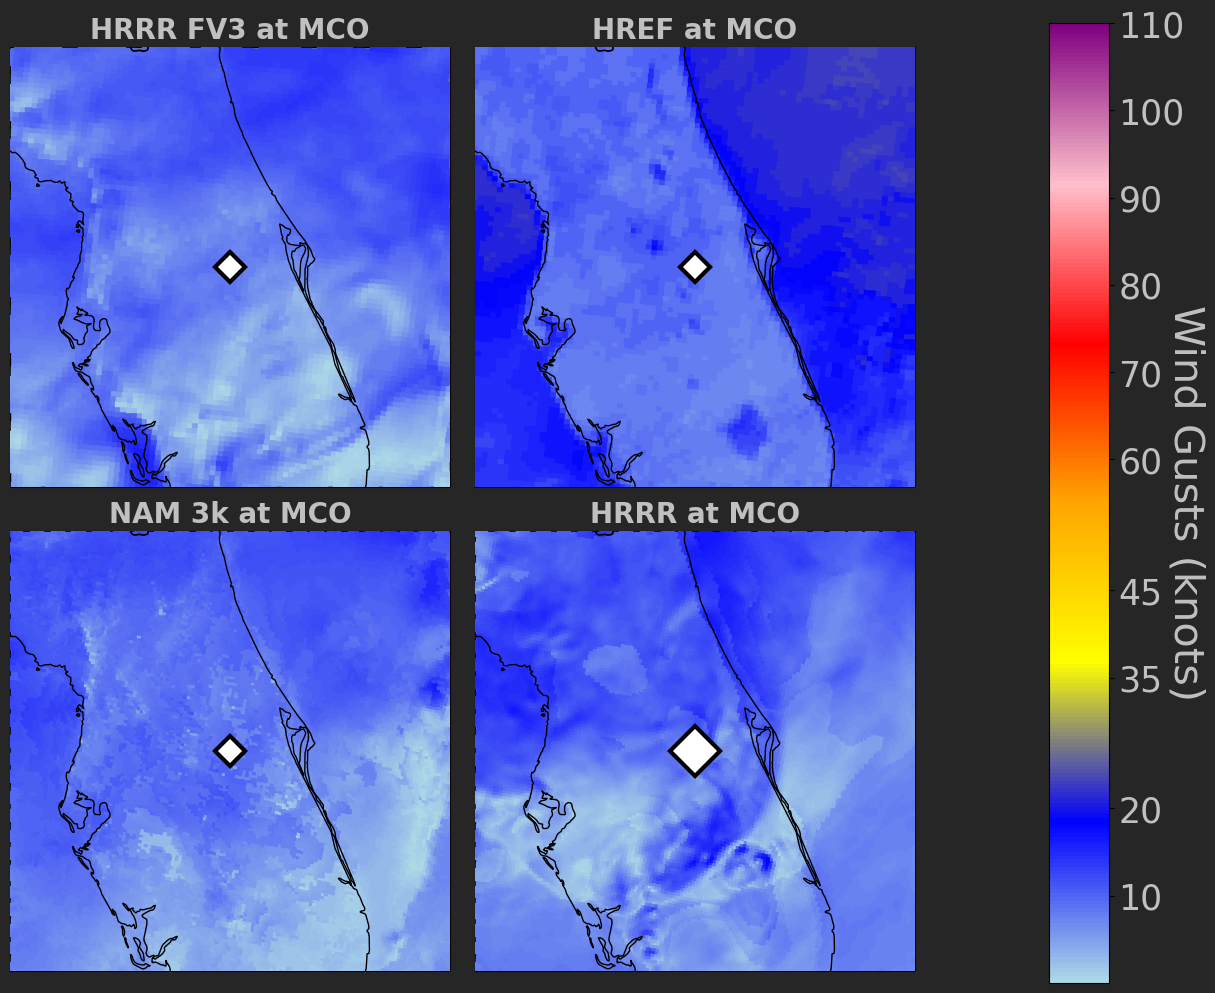 HRRR FV3 at MCO
HREF at MCO
NAM 3k at MCO
HRRR at MCO
110
100
90
80
70
60
45
35
20
10
Wind Gusts (knots)